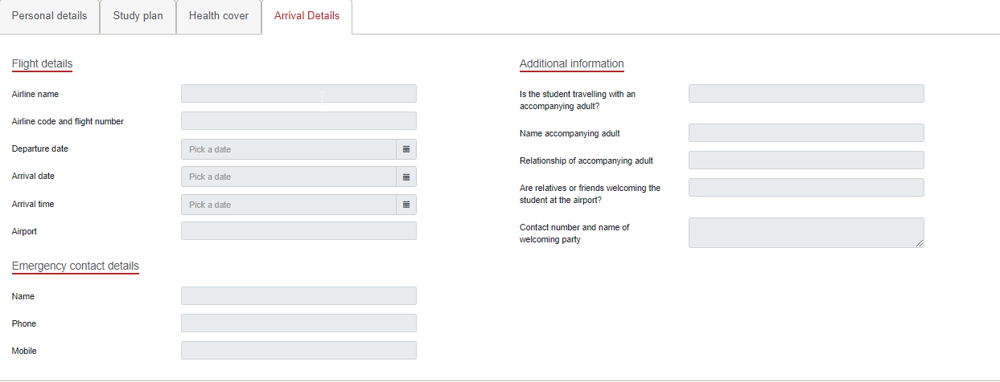 Personal details
Study plan
Health cover
Arrival Details
Flight details
Airline name
Airline code and flight number
Departure date
Pick a date
Arrival date
Pick a date
Arrival time
Pick a date
Airport
Emergency contact details
Name
Phone
Mobile
Additional information
Is the student travelling with an
accompanying adult?
Name accompanying adult
Relationship of accompanying adult
Are relatives or friends welcoming the
student at the airport?
Contact number and name of
welcoming party